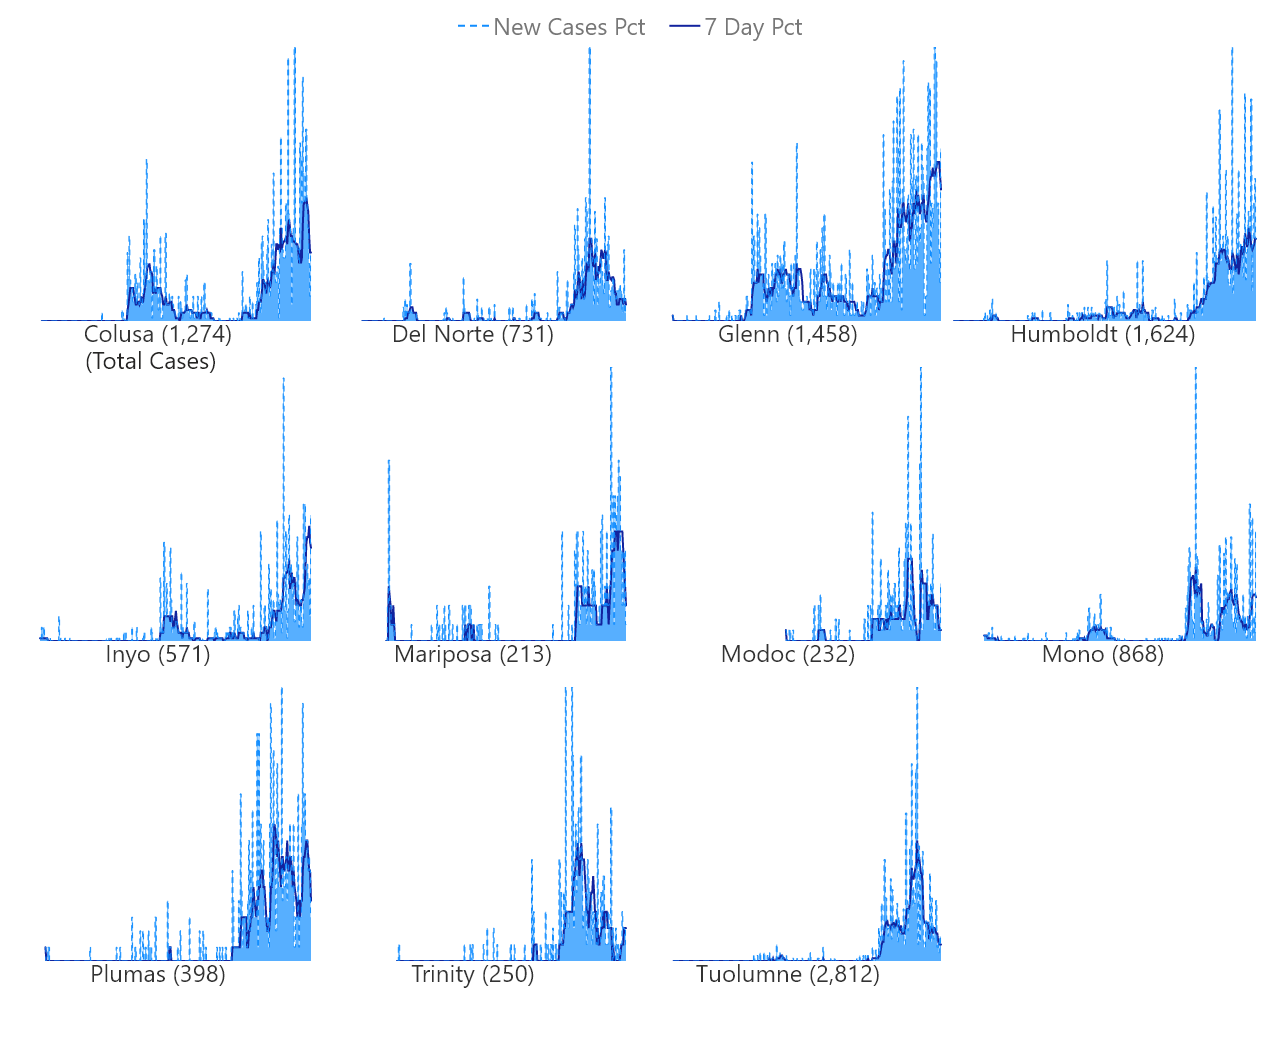 New Cases Pct 7 Day Pct
Colusa (1,274) Del Norte (731) Glenn (1,458) Humboldt (1,624)
(Total Cases)
Inyo (571) Mariposa (213) Modoc (232) Mono (868)
Plumas (398) Trinity (250) Tuolumne (2,812)